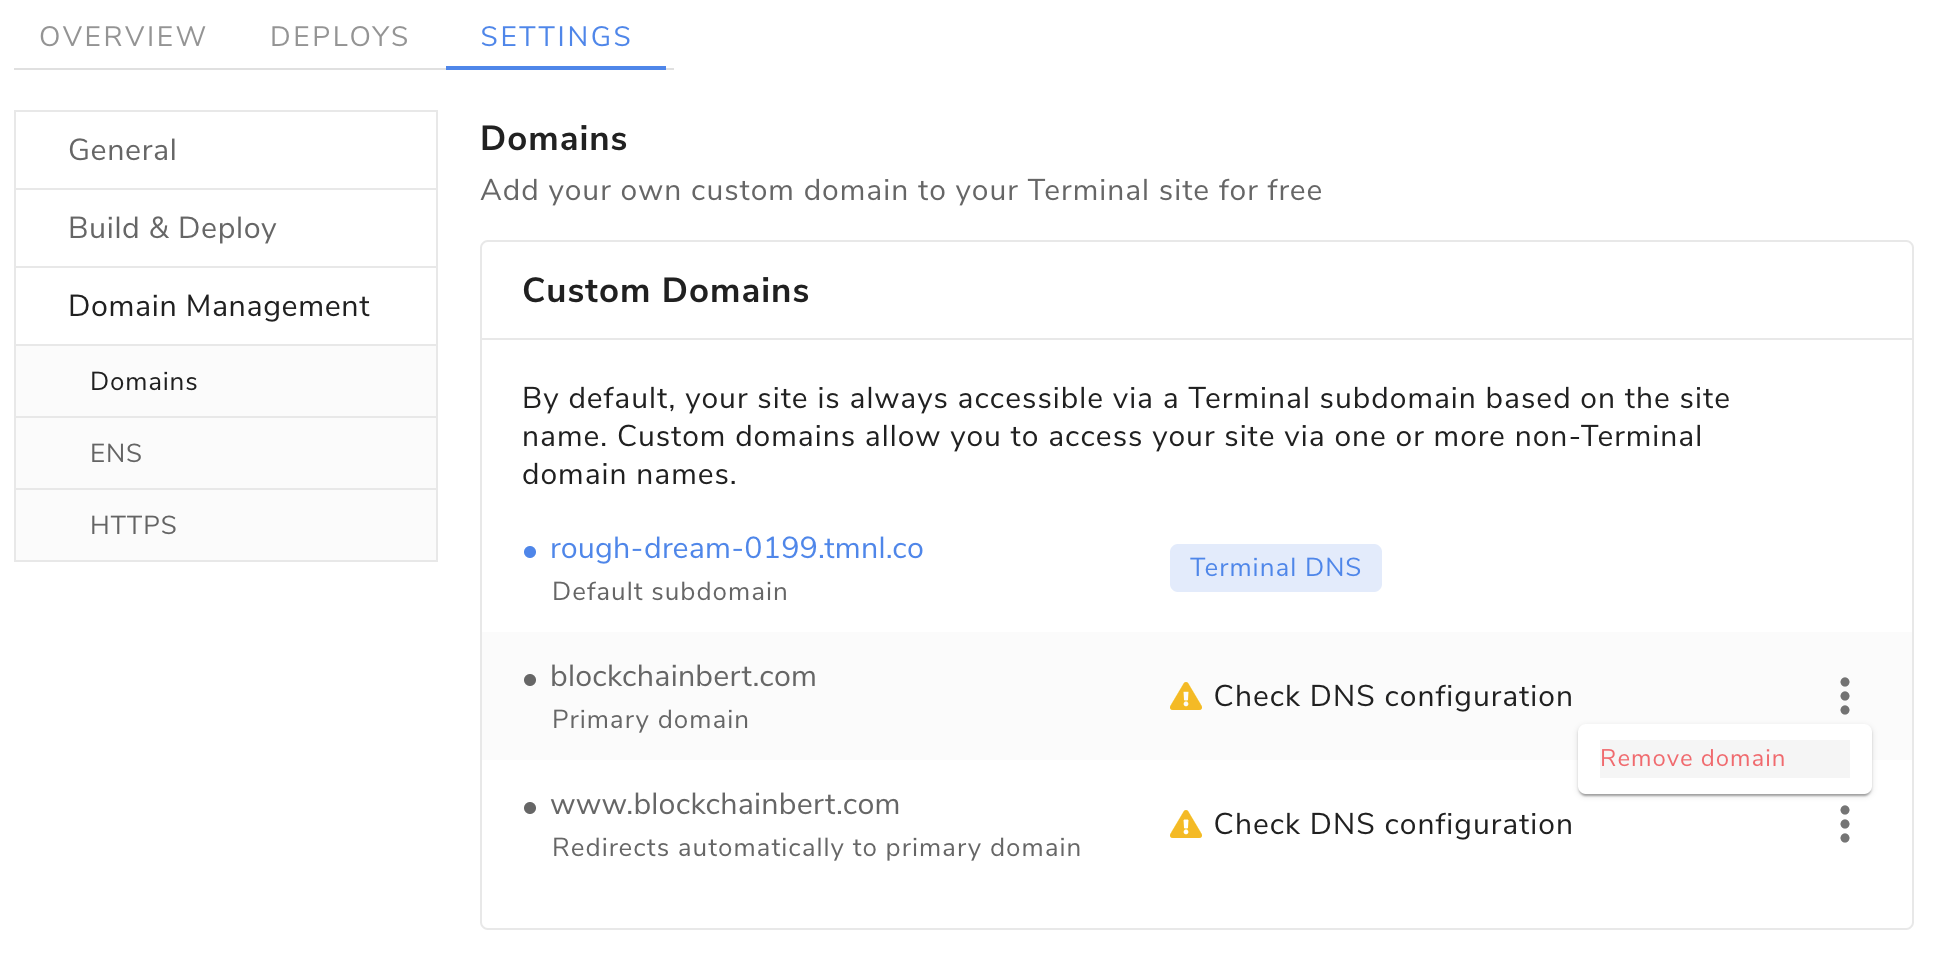 OVERVIEW DEPLOYS SETTINGS
General
Build & Deploy
Domain Management
Domains
ENS
HTTPS
Domains
Add your own custom domain to your Terminal site for free
Custom Domains
By default, your site is always accessible via a Terminal subdomain based on the site
name. Custom domains allow you to access your site via one or more non-Terminal
domain names.
rough-dream-0199.tmnl.co
Default subdomain
Terminal DNS
blockchainbert.com
Primary domain
Check DNS configuration
Remove domain
www.blockchainbert.com
Redirects automatically to primary domain
Check DNS configuration